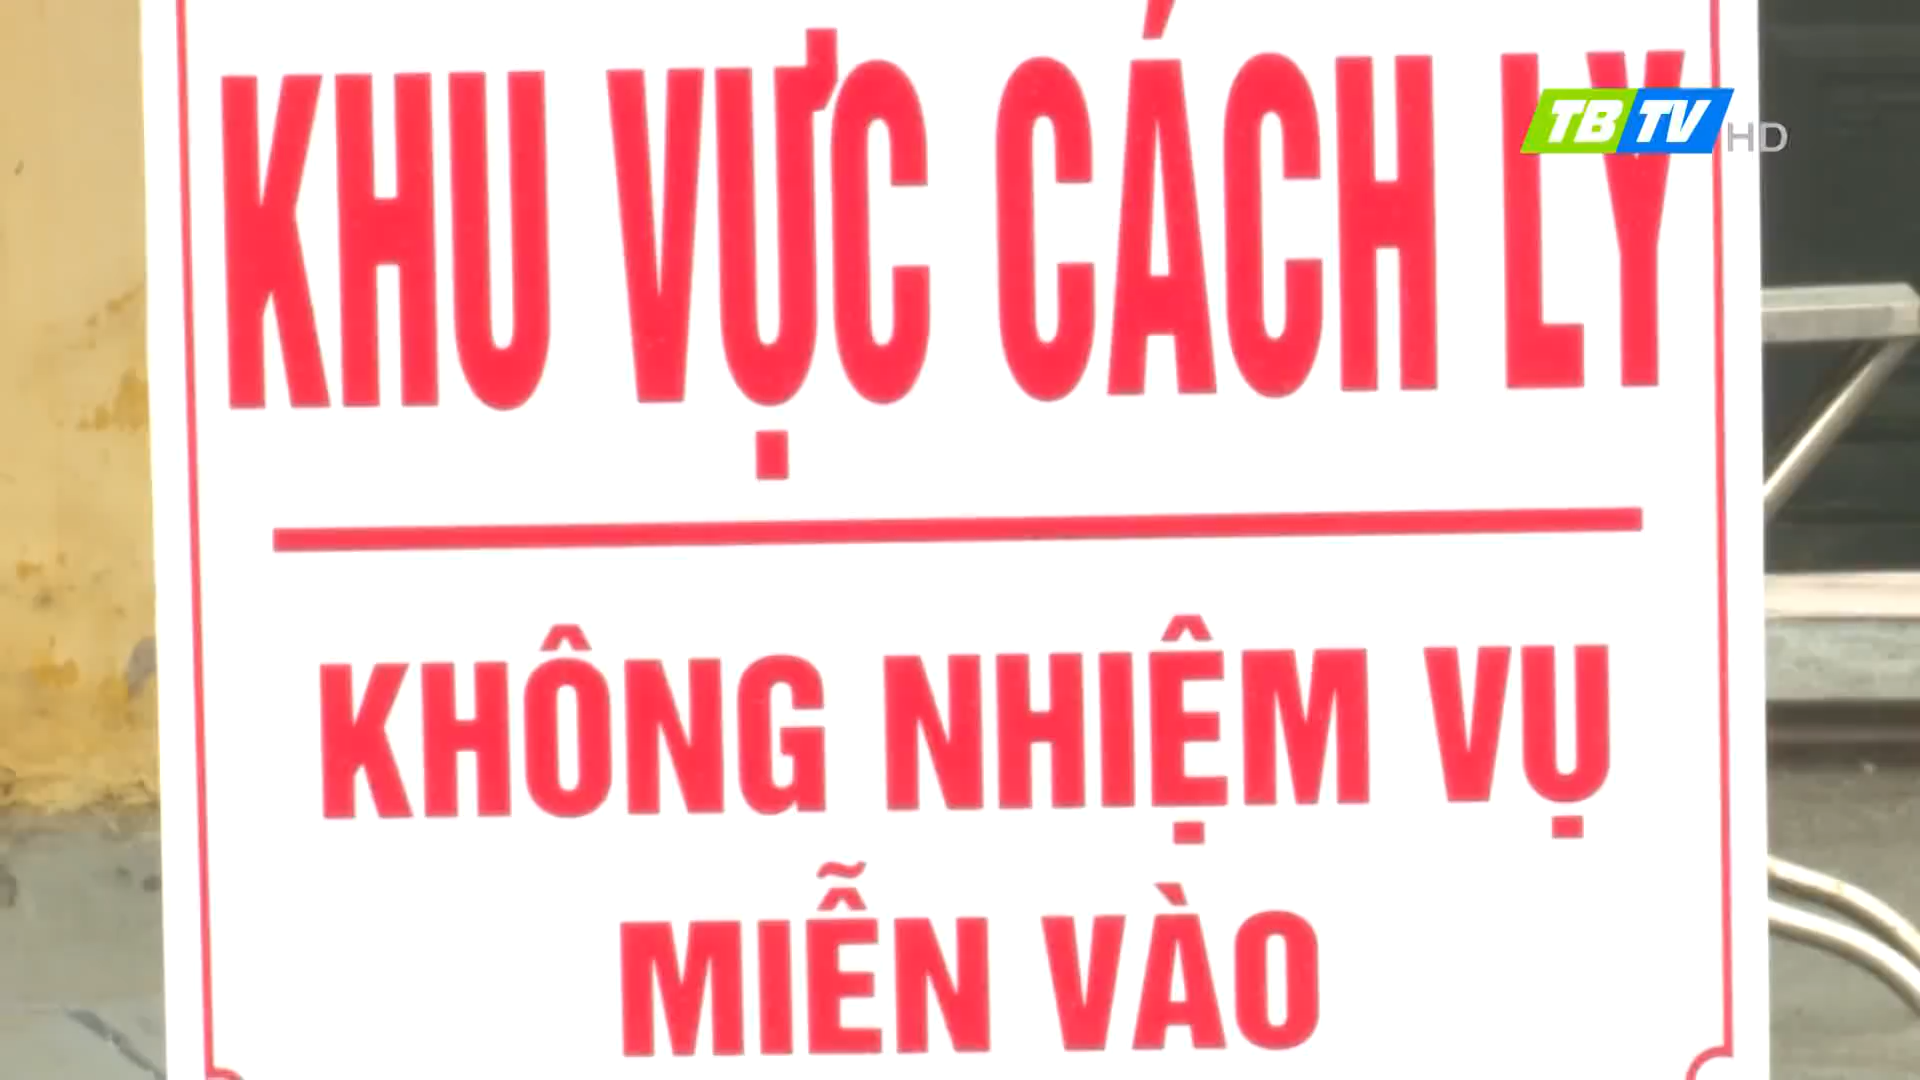 KHU VỰC CÁCH LY
TBTV HD
KHÔNG NHIỆM VỤ
MIỄN VÀO